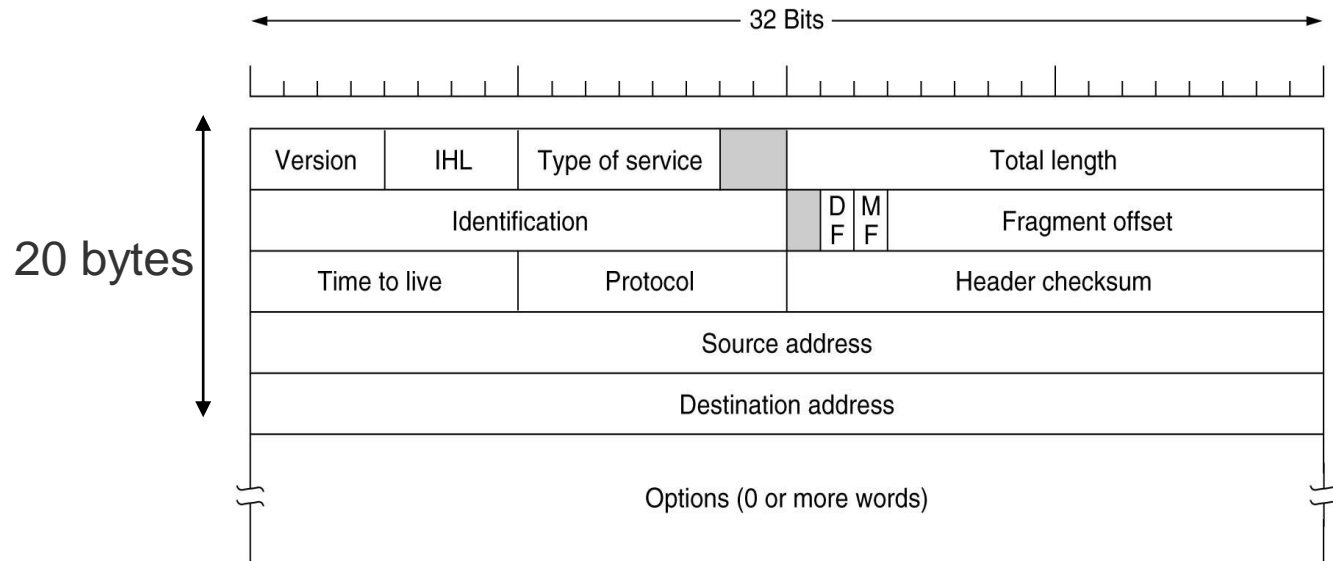 32 Bits
Version IHL Type of service Total length
Identification D F M F Fragment offset
20 bytes
Time to live Protocol Header checksum
Source address
Destination address
Options (0 or more words)